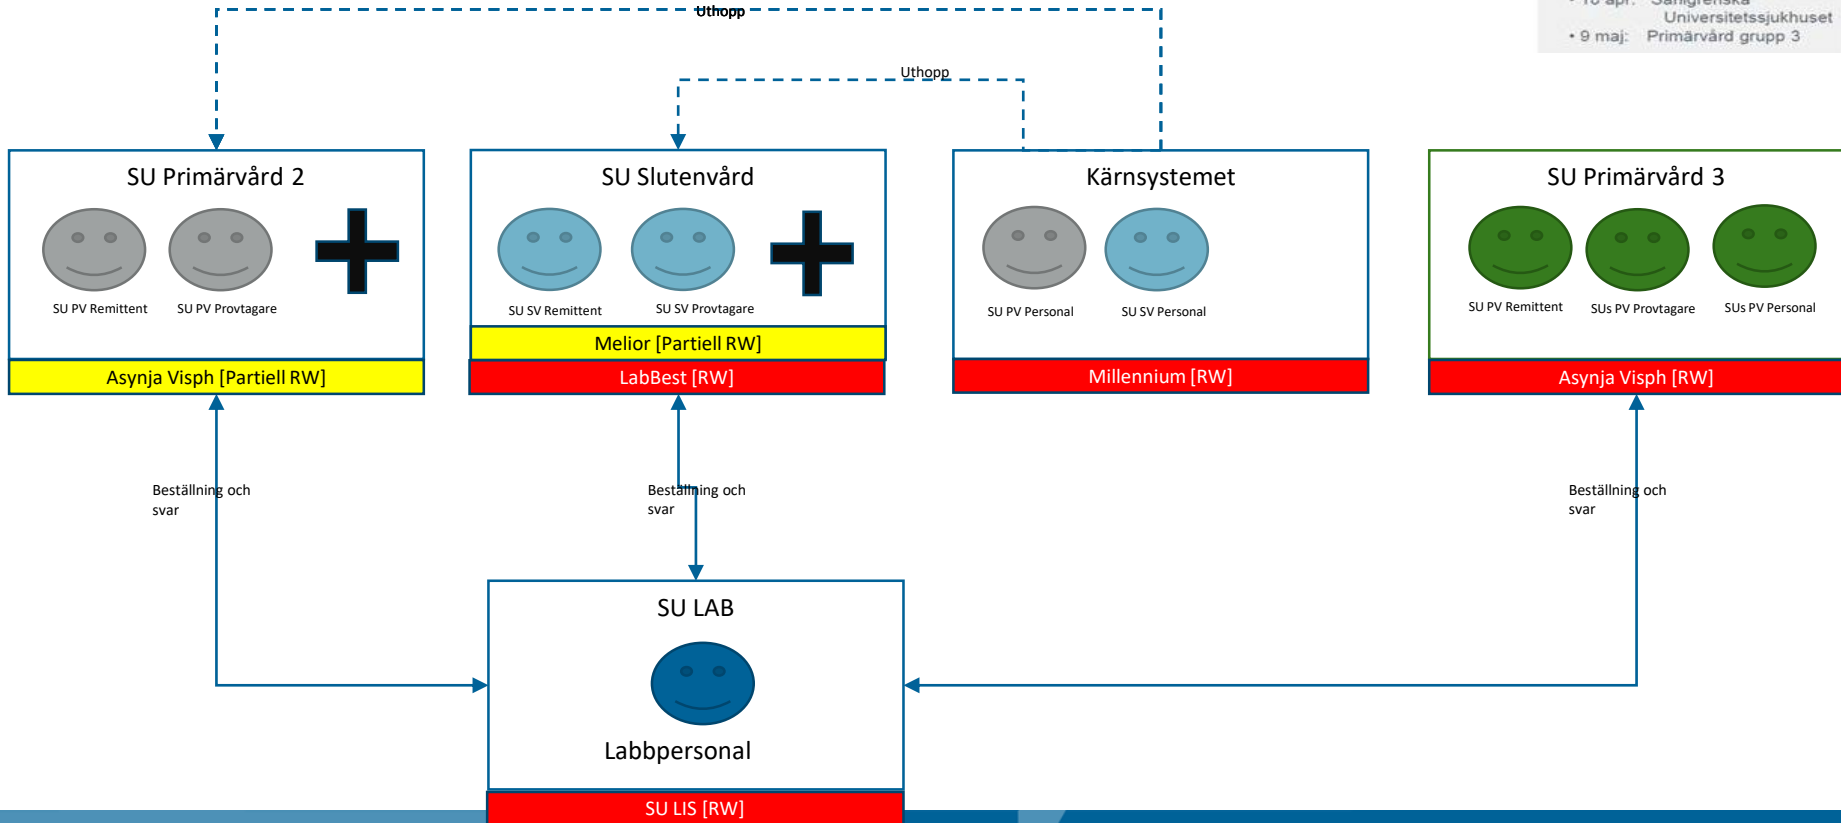 Uthopp
Universitetssjukhuset
• 9 maj: Primärvård grupp 3
Uthopp
SU Primärvård 2
SU PV Remittent
SU PV Provtagare
Asynja Visph [Partiell RW]
SU Slutenvård
SU SV Remittent
SU SV Provtagare
Melior [Partiell RW]
LabBest [RW]
Kärnsystemet
SU PV Personal
SU SV Personal
Millennium [RW]
SU Primärvård 3
SU PV Remittent
SUs PV Provtagare
SUs PV Personal
Asynja Visph [RW]
Beställning och
svar
Beställning och
svar
Beställning och
svar
SU LAB
Labbpersonal
SU LIS [RW]